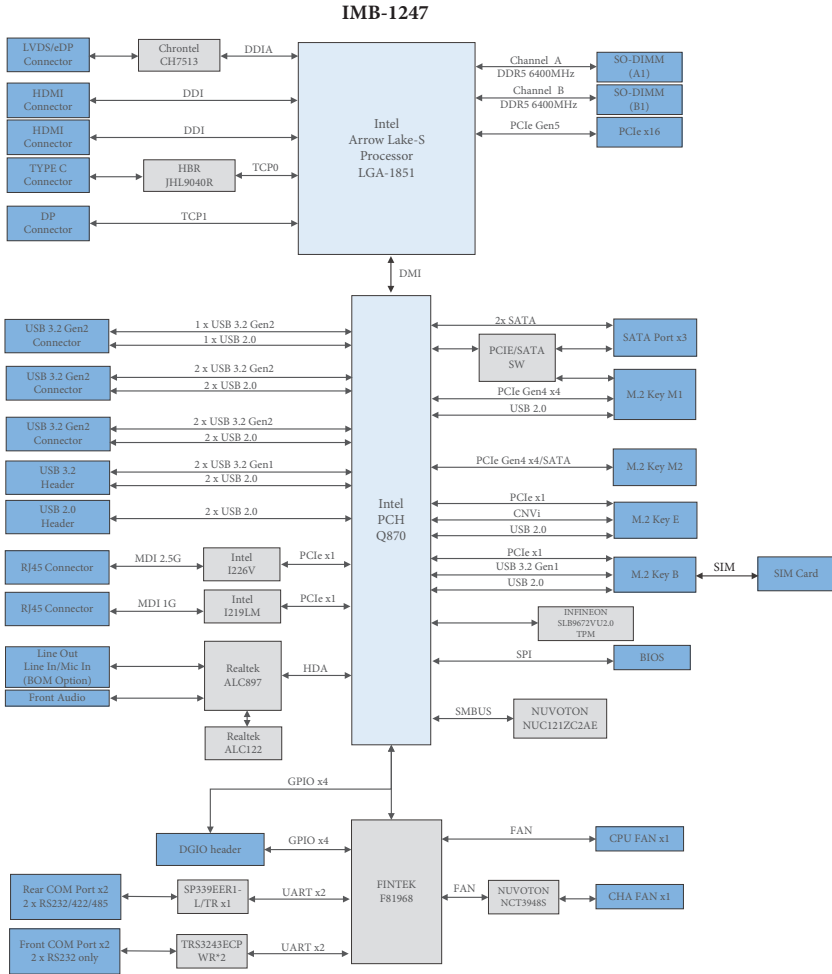 IMB-1247
LVDS/eDP
Connector
Chrontel
CH7513
DDIA
HDMI
Connector
DDI
HDMI
Connector
DDI
TYPE C
Connector
HBR
JHL9040R
TCP0
DP
Connector
TCP1
Intel
Arrow Lake-S
Processor
LGA-1851
Channel_A
DDR5 6400MHz
SO-DIMM
(A1)
Channel_B
DDR5 6400MHz
SO-DIMM
(B1)
PCIe Gen5
PCIe x16
DMI
USB 3.2 Gen2
Connector
1 x USB 3.2 Gen2
1 x USB 2.0
USB 3.2 Gen2
Connector
2 x USB 3.2 Gen2
2 x USB 2.0
USB 3.2 Gen2
Connector
2 x USB 3.2 Gen2
2 x USB 2.0
USB 3.2
Header
2 x USB 3.2 Gen1
2 x USB 2.0
USB 2.0
Header
2 x USB 2.0
RJ45 Connector
MDI 2.5G
Intel
I226V
PCIe x1
RJ45 Connector
MDI 1G
Intel
I219LM
PCIe x1
Line Out
Line In/Mic In
(BOM Option)
Front Audio
Realtek
ALC897
HDA
Realtek
ALC122
Intel
PCH
Q870
2x SATA
SATA Port x3
PCIE/SATA
SW
PCIe Gen4 x4
USB 2.0
M.2 Key M1
PCIe Gen4 x4/SATA
M.2 Key M2
PCIe x1
CNVi
USB 2.0
M.2 Key E
PCIe x1
USB 3.2 Gen1
USB 2.0
M.2 Key B
SIM
SIM Card
INFINEON
SLB9672VU2.0
TPM
SPI
BIOS
SMBUS
NUVOTON
NUC121ZC2AE
GPIO x4
DGIO header
GPIO x4
FINTEK
F81968
FAN
CPU FAN x1
FAN
NUVOTON
NCT3948S
CHA FAN x1
Rear COM Port x2
2 x RS232/422/485
SP339EER1-
L/TR x1
UART x2
Front COM Port x2
2 x RS232 only
TRS3243ECP
WR*2
UART x2